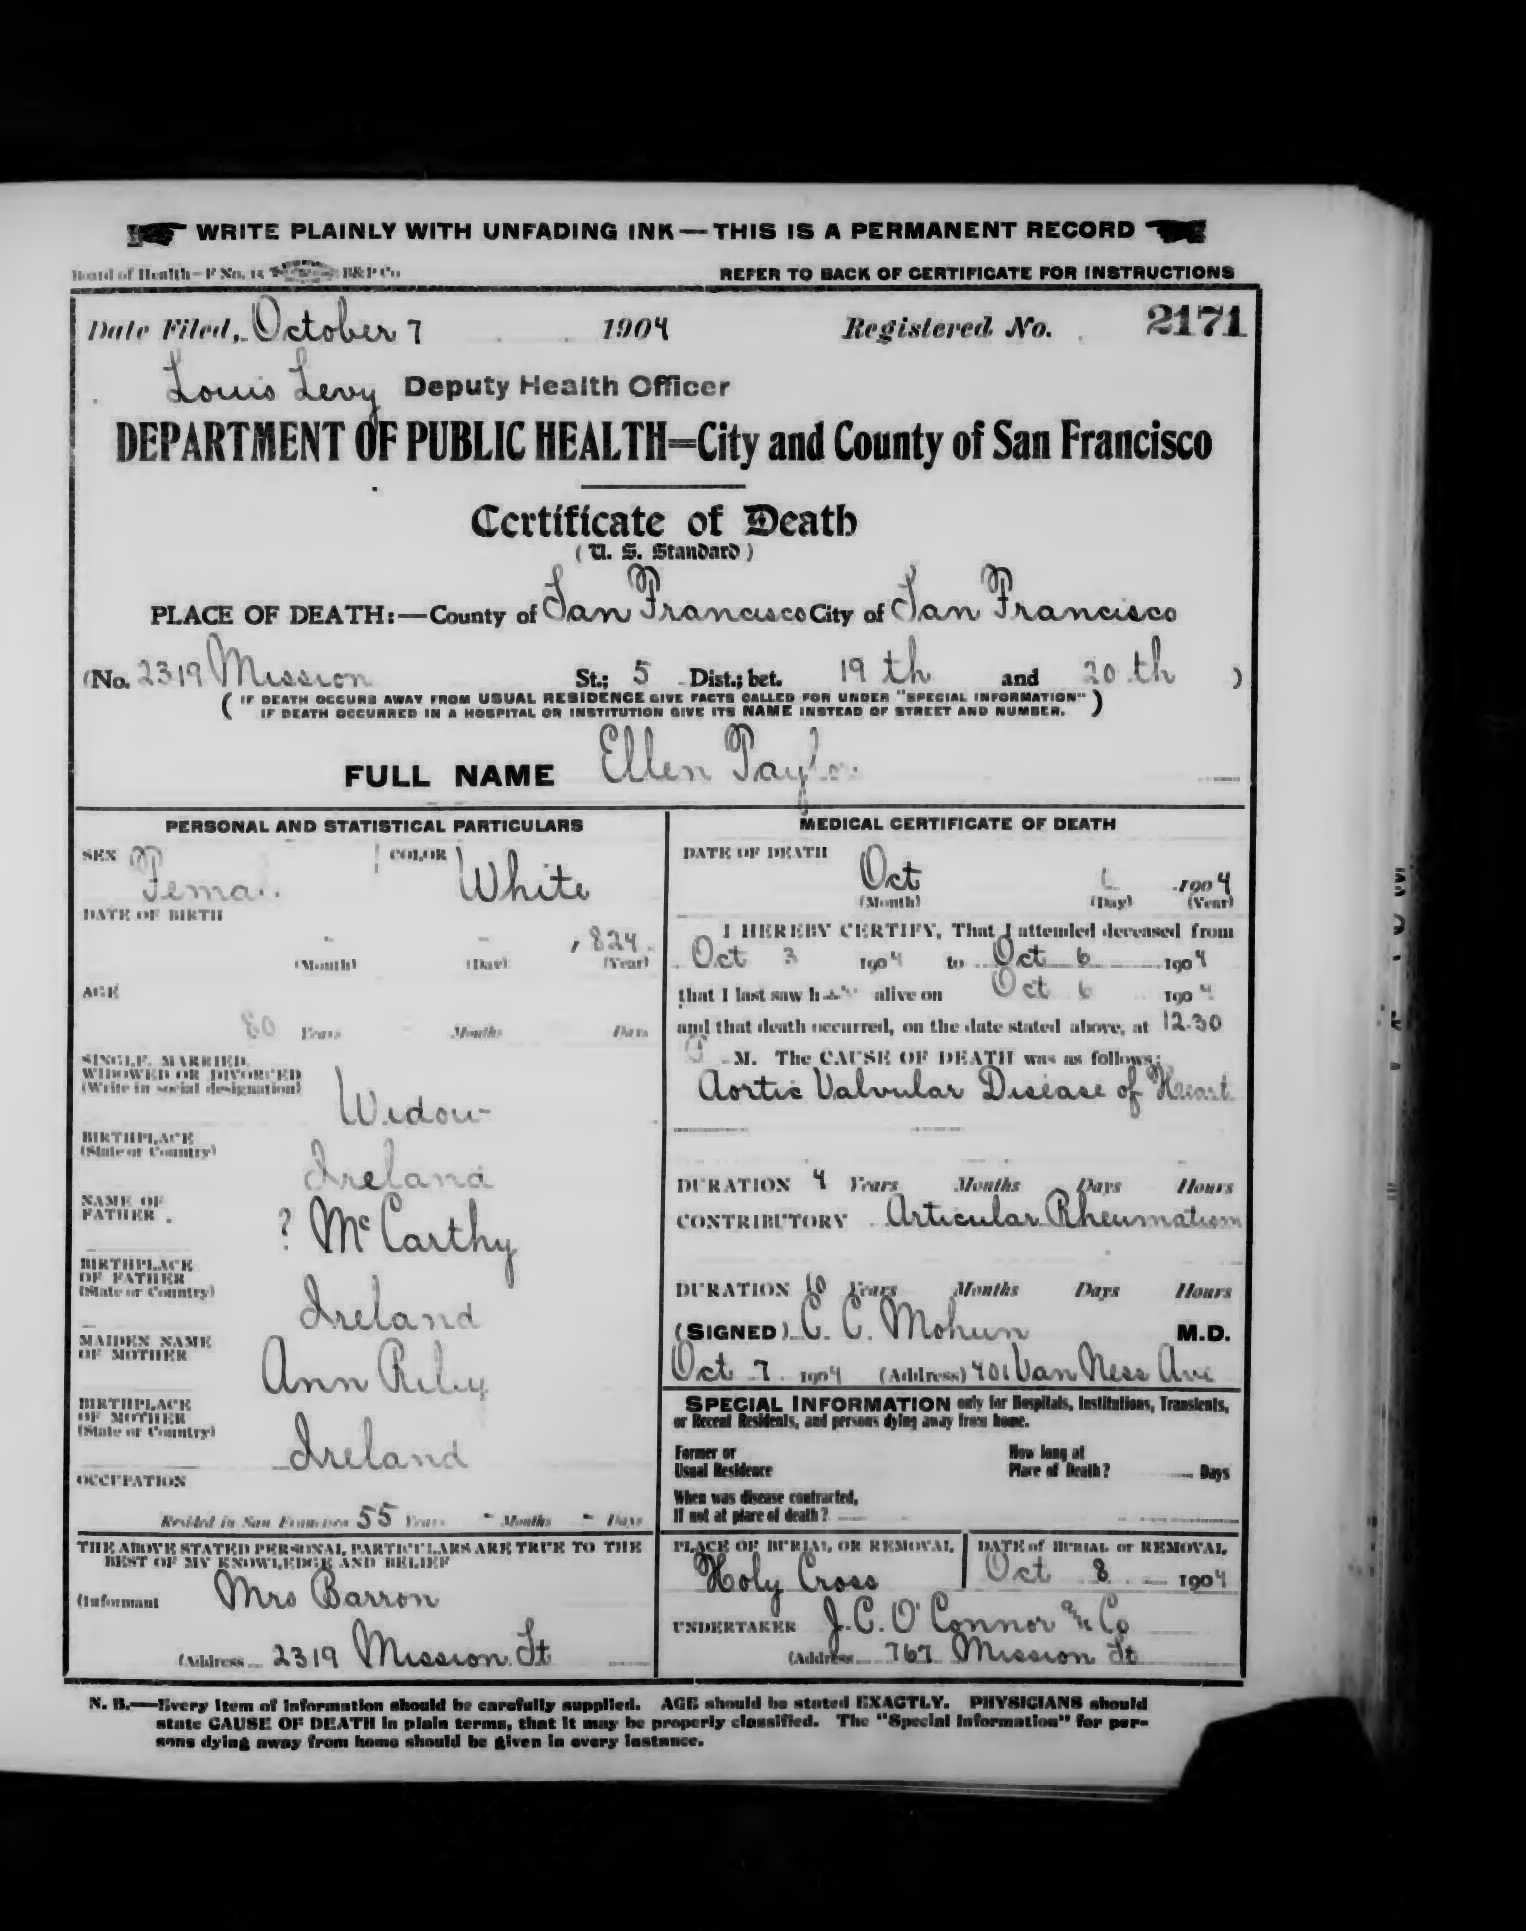 WRITE PLAINLY WITH UNFADING INK—THIS IS A PERMANENT RECORD
Board of Health—F No. 15 B&P Co
REFER TO BACK OF CERTIFICATE FOR INSTRUCTIONS
Date Filed, October 7 1904 Registered No. 2171
Louis Levy Deputy Health Officer
DEPARTMENT OF PUBLIC HEALTH=City and County of San Francisco
Certificate of Death
(U. S. Standard)
PLACE OF DEATH:—County of San Francisco City of San Francisco
(No. 2319 Mission St.; 5 Dist.; bet. 19th and 20th )
( IF DEATH OCCURS AWAY FROM USUAL RESIDENCE GIVE FACTS CALLED FOR UNDER "SPECIAL INFORMATION" )
IF DEATH OCCURRED IN A HOSPITAL OR INSTITUTION GIVE ITS NAME INSTEAD OF STREET AND NUMBER.
FULL NAME Ellen Taylor
PERSONAL AND STATISTICAL PARTICULARS
SEX Female COLOR White
DATE OF BIRTH
- - 1824
(Month) (Day) (Year)
AGE
80 Years Months Days
SINGLE, MARRIED,
WIDOWED OR DIVORCED
(Write in social designation)
Widow
BIRTHPLACE
(State or Country)
Ireland
NAME OF
FATHER
? McCarthy
BIRTHPLACE
OF FATHER
(State or Country)
Ireland
MAIDEN NAME
OF MOTHER
Ann Riley
BIRTHPLACE
OF MOTHER
(State or Country)
Ireland
OCCUPATION
Resided in San Francisco 55 Years - Months - Days
THE ABOVE STATED PERSONAL PARTICULARS ARE TRUE TO THE
BEST OF MY KNOWLEDGE AND BELIEF
(Informant Mrs Barron
(Address 2319 Mission St
MEDICAL CERTIFICATE OF DEATH
DATE OF DEATH
Oct 6 1904
(Month) (Day) (Year)
I HEREBY CERTIFY, That I attended deceased from
Oct 3 1904 to Oct 6 1904
that I last saw her alive on Oct 6 1904
and that death occurred, on the date stated above, at 12.30
M. The CAUSE OF DEATH was as follows:
Aortic Valvular Disease of Heart
DURATION 4 Years Months Days Hours
CONTRIBUTORY Articular Rheumatism
DURATION 10 Years Months Days Hours
(SIGNED) C. C. Mohun M.D.
Oct 7 1904 (Address) 401 Van Ness Ave
SPECIAL INFORMATION only for Hospitals, Institutions, Transients,
or Recent Residents, and persons dying away from home.
Former or
Usual Residence
How long at
Place of Death? Days
When was disease contracted,
If not at place of death?
PLACE OF BURIAL OR REMOVAL
Holy Cross
DATE of BURIAL or REMOVAL
Oct 8 1904
UNDERTAKER J. C. O'Connor & Co
(Address 767 Mission St
N. B.—Every item of information should be carefully supplied. AGE should be stated EXACTLY. PHYSICIANS should
state CAUSE OF DEATH in plain terms, that it may be properly classified. The "Special Information" for per-
sons dying away from home should be given in every instance.